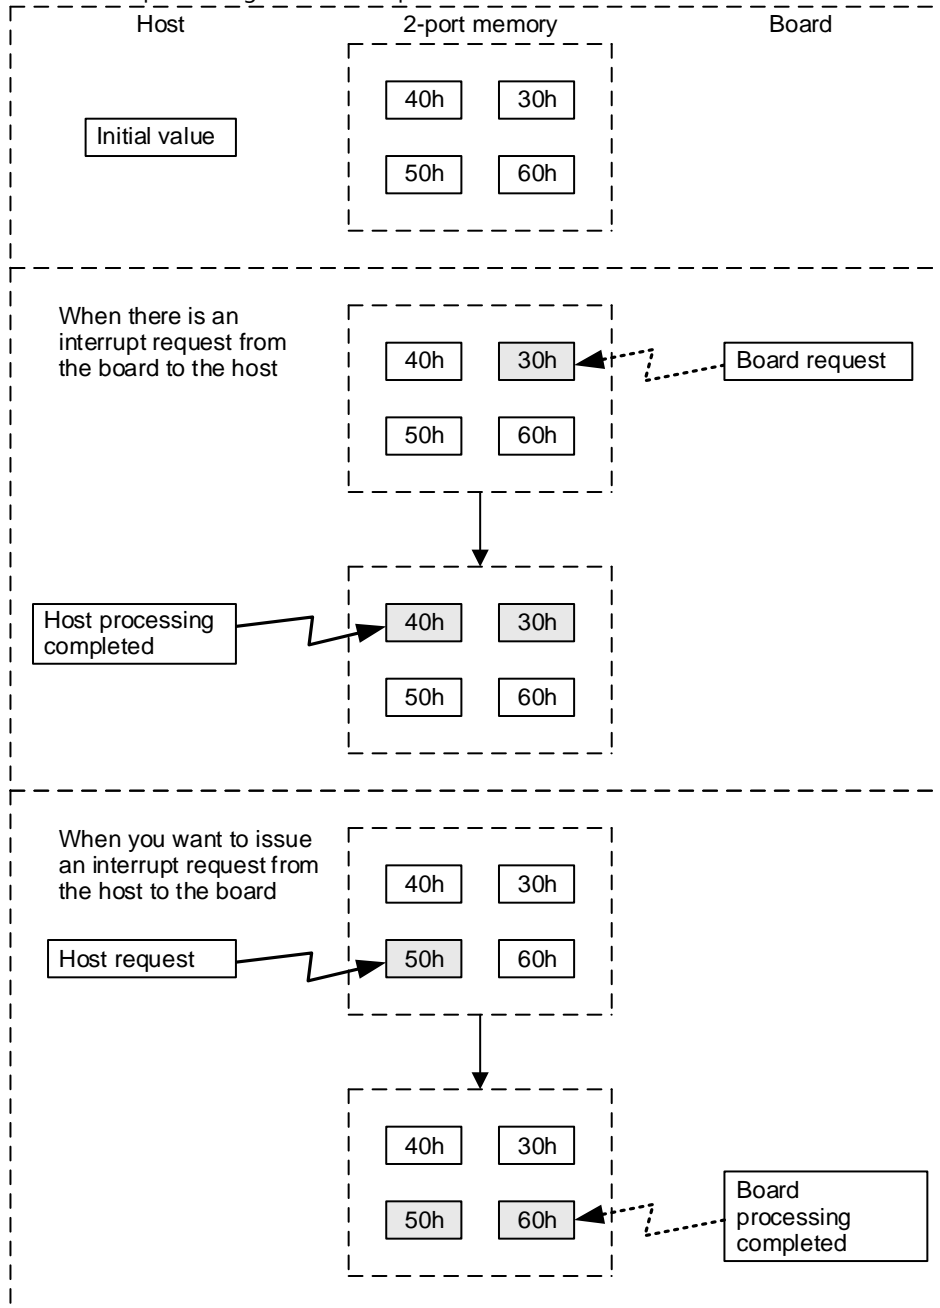 Host 2-port memory Board
40h 30h
Initial value
50h 60h
When there is an
interrupt request from
the board to the host
40h 30h
Board request
50h 60h
Host processing
completed
40h 30h
50h 60h
When you want to issue
an interrupt request from
the host to the board
40h 30h
Host request
50h 60h
40h 30h
50h 60h
Board
processing
completed